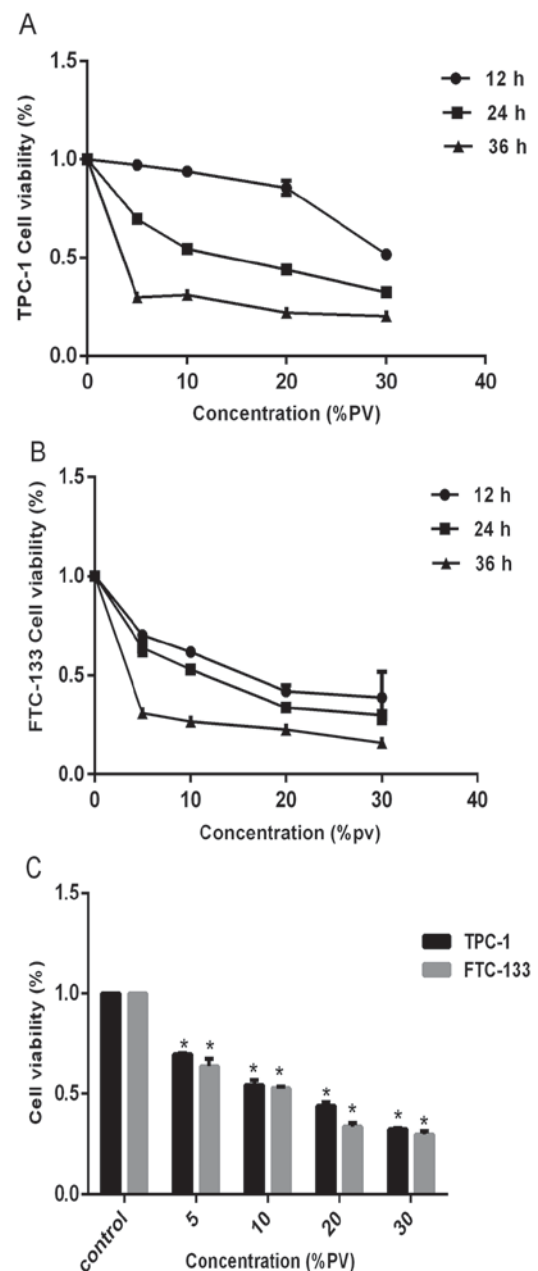 A
1.5
1.0
0.5
0.0
TPC-1 Cell viability (%)
12 h
24 h
36 h
0 10 20 30 40
Concentration (%PV)
B
1.5
1.0
0.5
0.0
FTC-133 Cell viability (%)
12 h
24 h
36 h
0 10 20 30 40
Concentration (%pv)
C
1.5
1.0
0.5
0.0
Cell viability (%)
TPC-1
FTC-133
* * * * * * * *
control 5 10 20 30
Concentration (%PV)